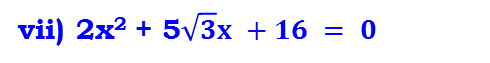 vii) 2x² + 5√3x + 16 = 0